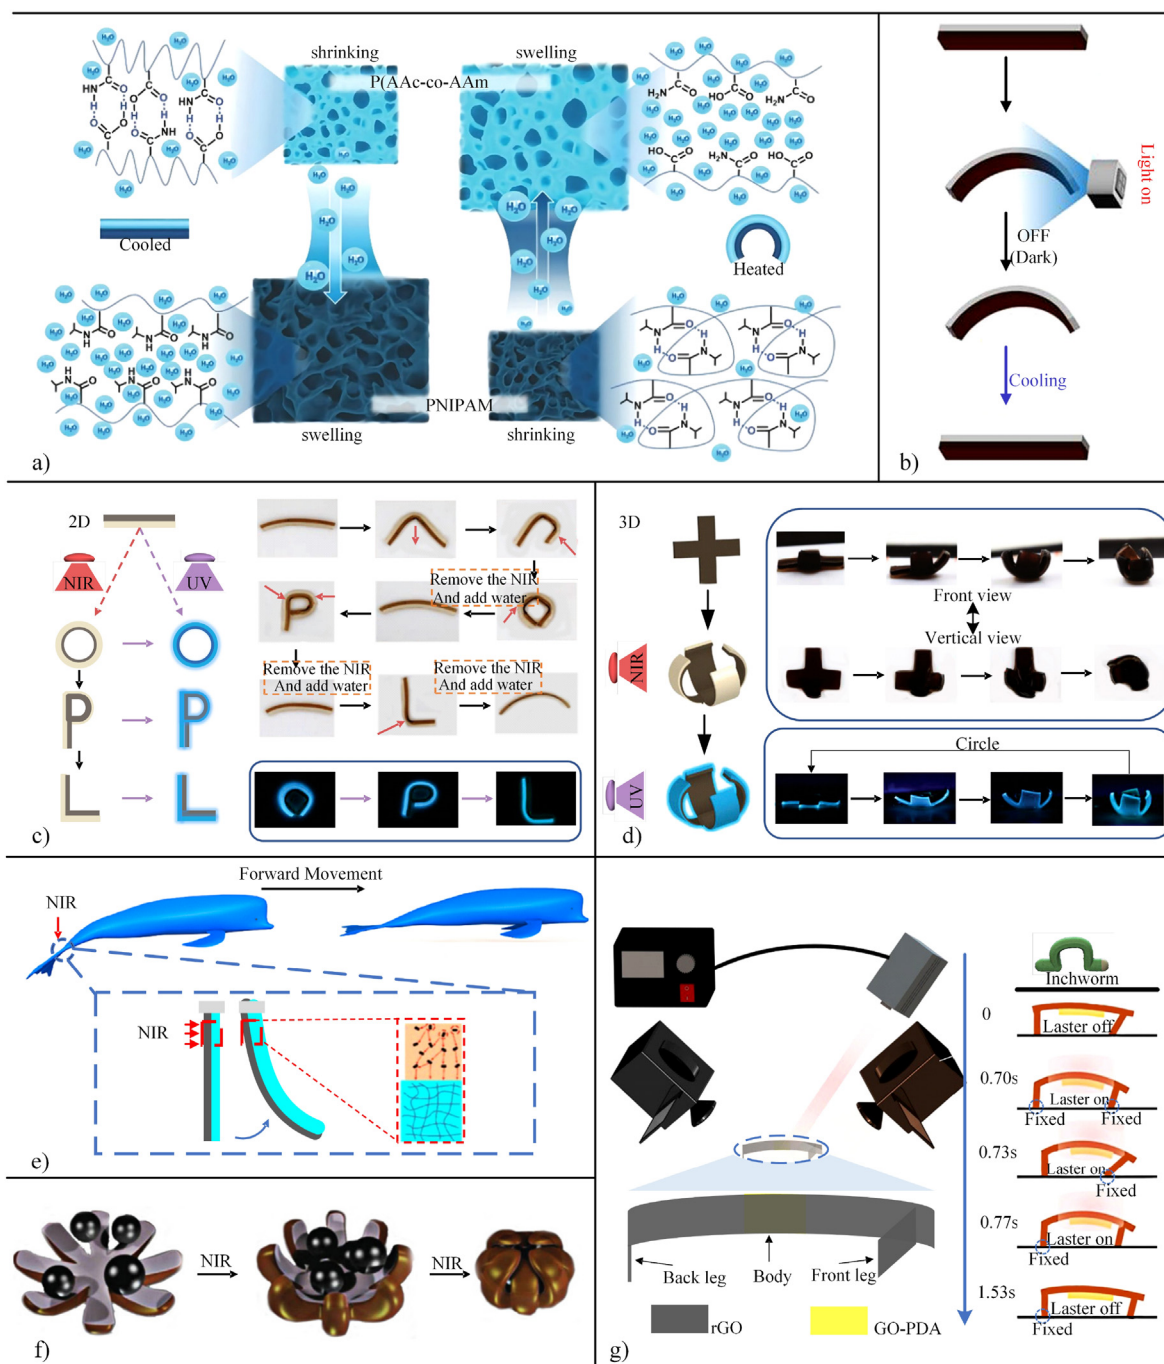 shrinking
swelling
P(AAc-co-AAm
H₂O
Cooled
Heated
PNIPAM
swelling
shrinking
a)
Light on
OFF
(Dark)
Cooling
b)
2D
NIR
UV
Remove the NIR
And add water
Remove the NIR
And add water
Remove the NIR
And add water
c)
3D
NIR
UV
Front view
Vertical view
Circle
d)
Forward Movement
NIR
NIR
e)
NIR
NIR
f)
Inchworm
0
Laster off
0.70s
Laster on
Fixed
Fixed
0.73s
Laster on
Fixed
0.77s
Laster on
Fixed
1.53s
Laster off
Fixed
Back leg
Body
Front leg
rGO
GO-PDA
g)